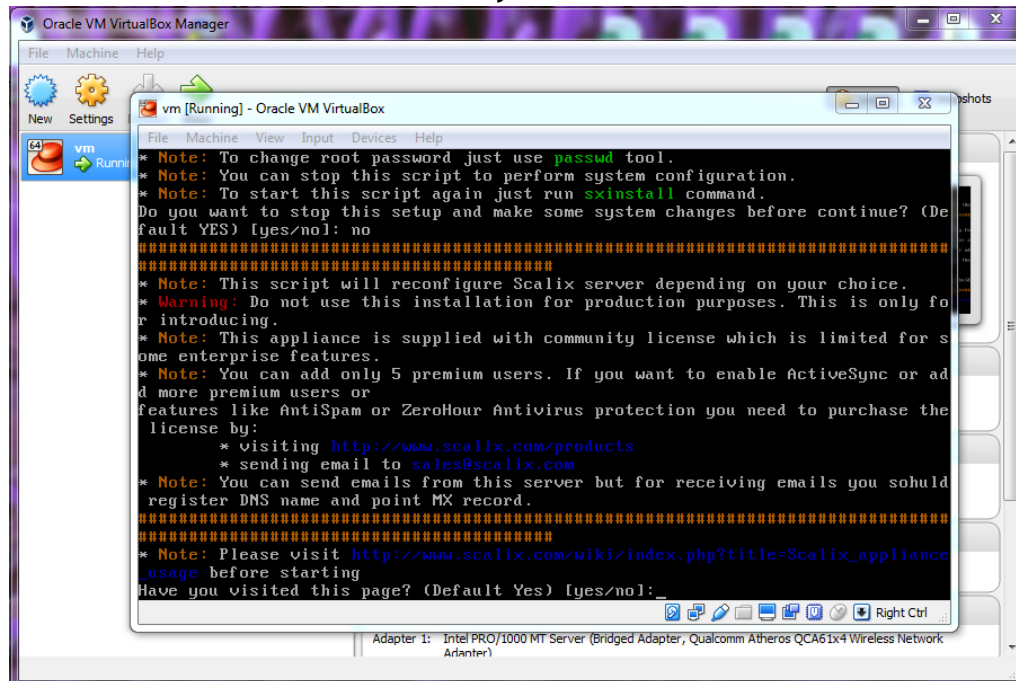 Oracle VM VirtualBox Manager
File Machine Help
New Settings
pshots
64 vm
Runnin
vm [Running] - Oracle VM VirtualBox
File Machine View Input Devices Help
* Note: To change root password just use passwd tool.
* Note: You can stop this script to perform system configuration.
* Note: To start this script again just run sxinstall command.
Do you want to stop this setup and make some system changes before continue? (De
fault YES) [yes/no]: no
################################################################################
#########################################
* Note: This script will reconfigure Scalix server depending on your choice.
* Warning: Do not use this installation for production purposes. This is only fo
r introducing.
* Note: This appliance is supplied with community license which is limited for s
ome enterprise features.
* Note: You can add only 5 premium users. If you want to enable ActiveSync or ad
d more premium users or
features like AntiSpam or ZeroHour Antivirus protection you need to purchase the
 license by:
* visiting http://www.scalix.com/products
* sending email to sales@scalix.com
* Note: You can send emails from this server but for receiving emails you sohuld
 register DNS name and point MX record.
################################################################################
#########################################
* Note: Please visit http://www.scalix.com/wiki/index.php?title=Scalix_appliance
_usage before starting
Have you visited this page? (Default Yes) [yes/no]:_
Right Ctrl
Adapter 1: Intel PRO/1000 MT Server (Bridged Adapter, Qualcomm Atheros QCA61x4 Wireless Network
Adapter)